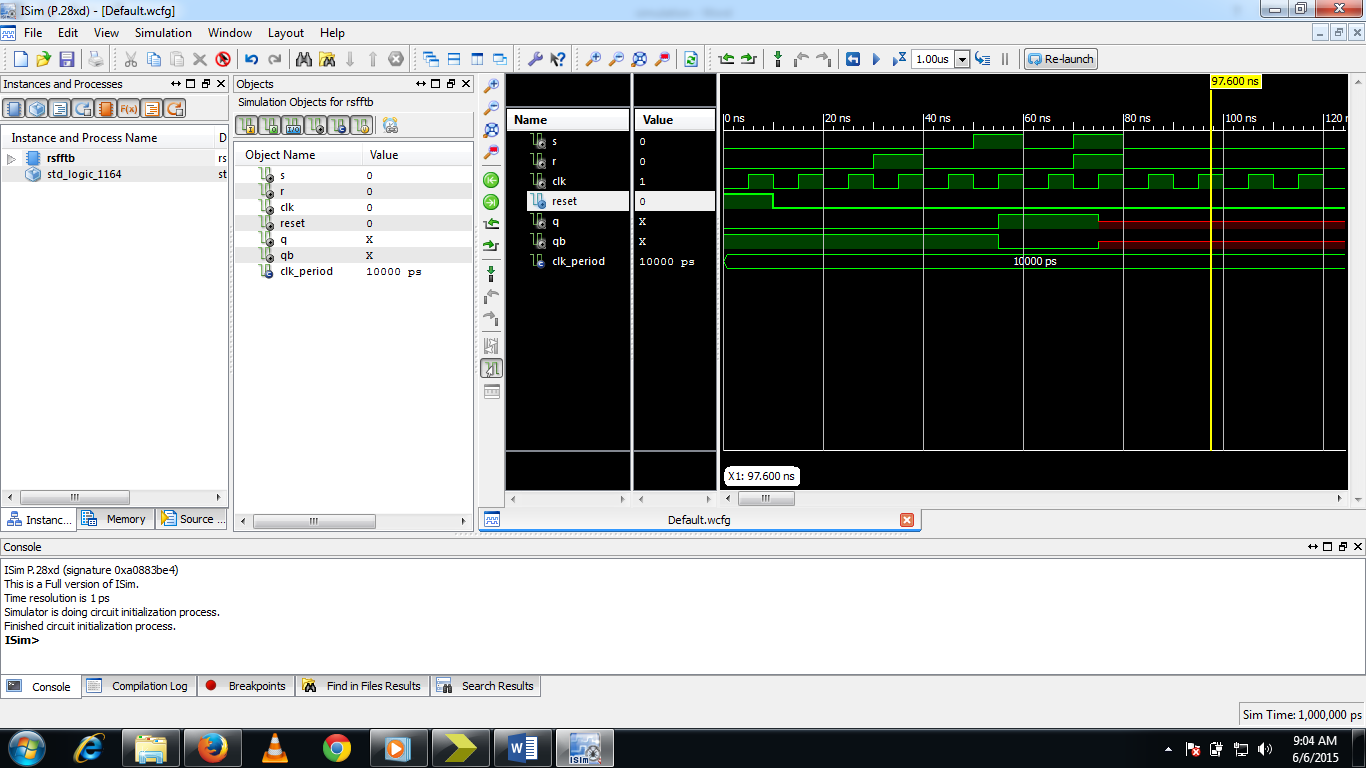 ISim (P.28xd) - [Default.wcfg]
File Edit View Simulation Window Layout Help
1.00us Re-launch
Instances and Processes
Instance and Process Name D
rsfftb rs
std_logic_1164 st
Instanc... Memory Source ...
Objects
Simulation Objects for rsfftb
Object Name Value
s 0
r 0
clk 0
reset 0
q X
qb X
clk_period 10000 ps
Name Value
s 0
r 0
clk 1
reset 0
q X
qb X
clk_period 10000 ps
97.600 ns
0 ns 20 ns 40 ns 60 ns 80 ns 100 ns 120 n
10000 ps
X1: 97.600 ns
Default.wcfg
Console
ISim P.28xd (signature 0xa0883be4)
This is a Full version of ISim.
Time resolution is 1 ps
Simulator is doing circuit initialization process.
Finished circuit initialization process.
ISim>
Console Compilation Log Breakpoints Find in Files Results Search Results
Sim Time: 1,000,000 ps
ISim
9:04 AM
6/6/2015